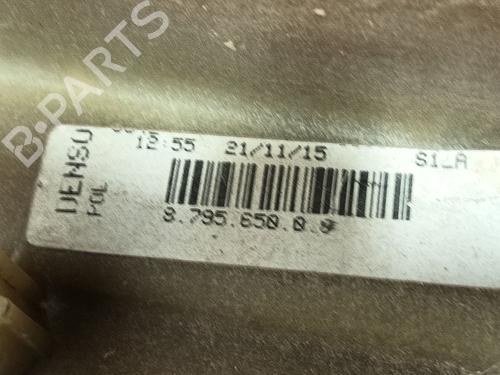 B-PARTS
DENSO
POL
12:55 21/11/15 S1_A
8.795.650.0.0